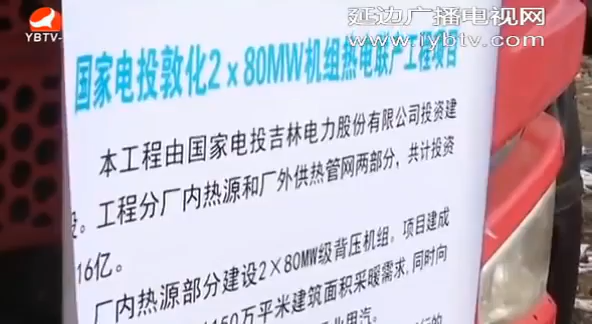 延边广播电视网
YBTV-
www.iybtv.com
国家电投敦化2×80MW机组热电联产工程项目
本工程由国家电投吉林电力股份有限公司投资建
设。工程分厂内热源和厂外供热管网两部分，共计投资
16亿。
厂内热源部分建设2×80MW级背压机组，项目建成
150万平米建筑面积采暖需求，同时向
业用汽。